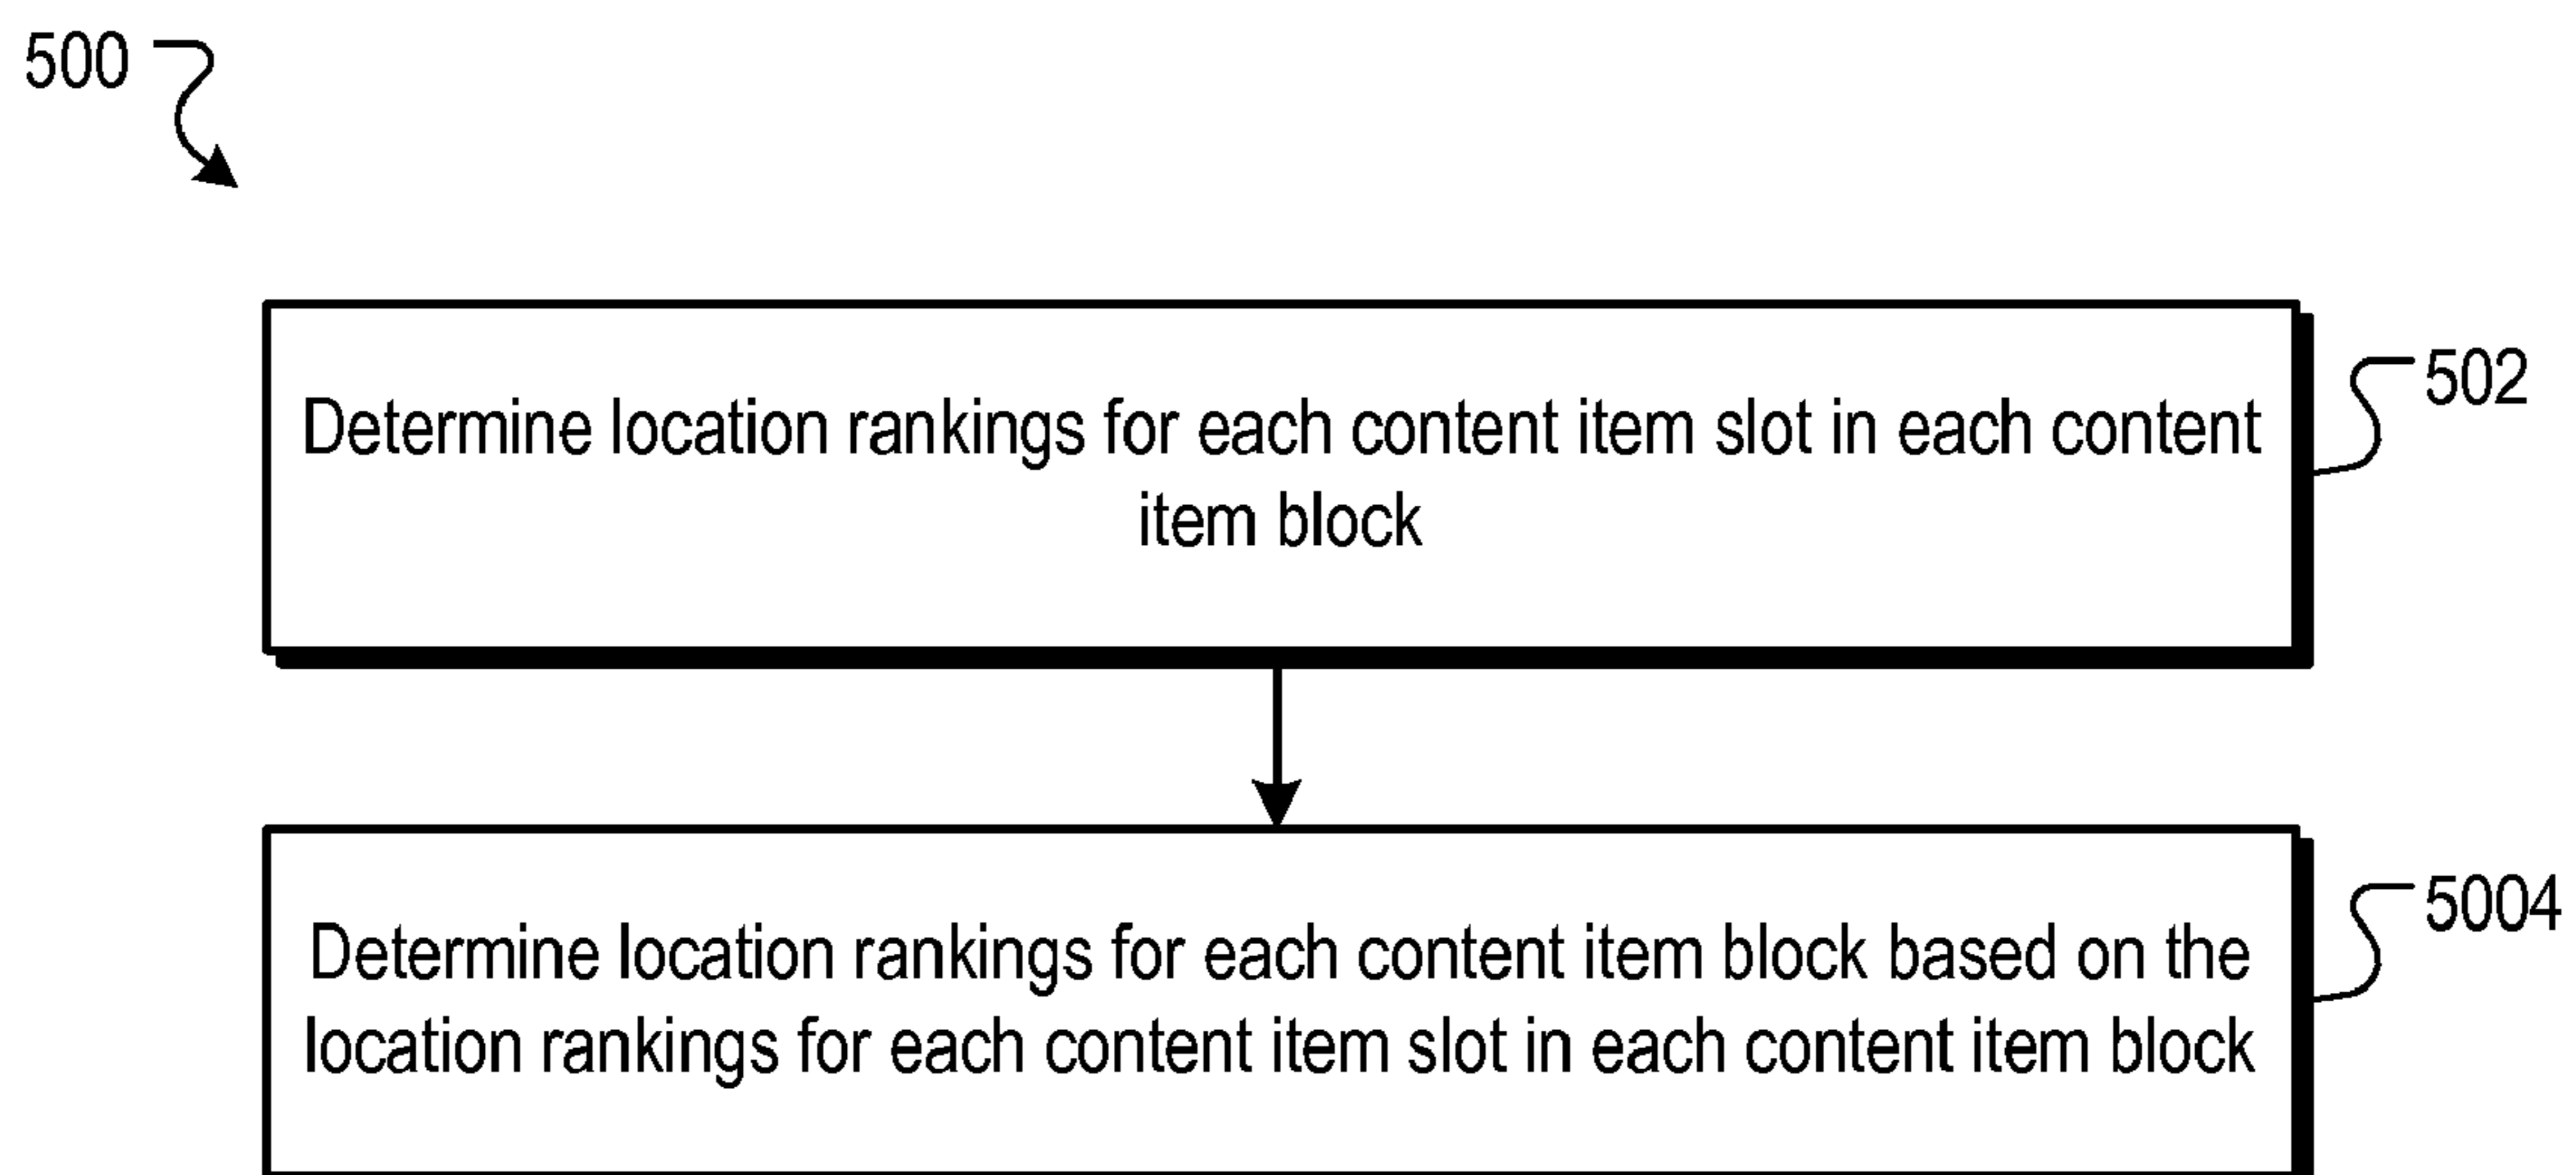 500
Determine location rankings for each content item slot in each content
item block
502
Determine location rankings for each content item block based on the
location rankings for each content item slot in each content item block
5004